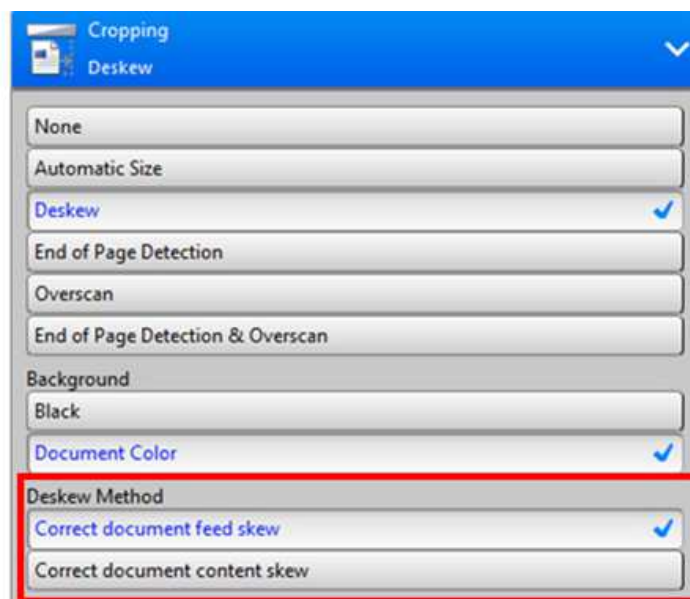 Cropping
Deskew
None
Automatic Size
Deskew
End of Page Detection
Overscan
End of Page Detection & Overscan
Background
Black
Document Color
Deskew Method
Correct document feed skew
Correct document content skew